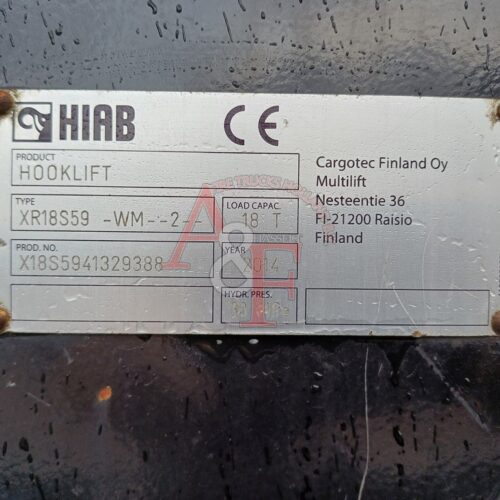 HIAB CE
PRODUCT
HOOKLIFT
TYPE
XR18S59 -WM--2--
LOAD CAPAC.
18 T
PROD. NO.
X18S5941329388
YEAR
2014
HYDR. PRES.
Cargotec Finland Oy
Multilift
Nesteentie 36
FI-21200 Raisio
Finland
A&F